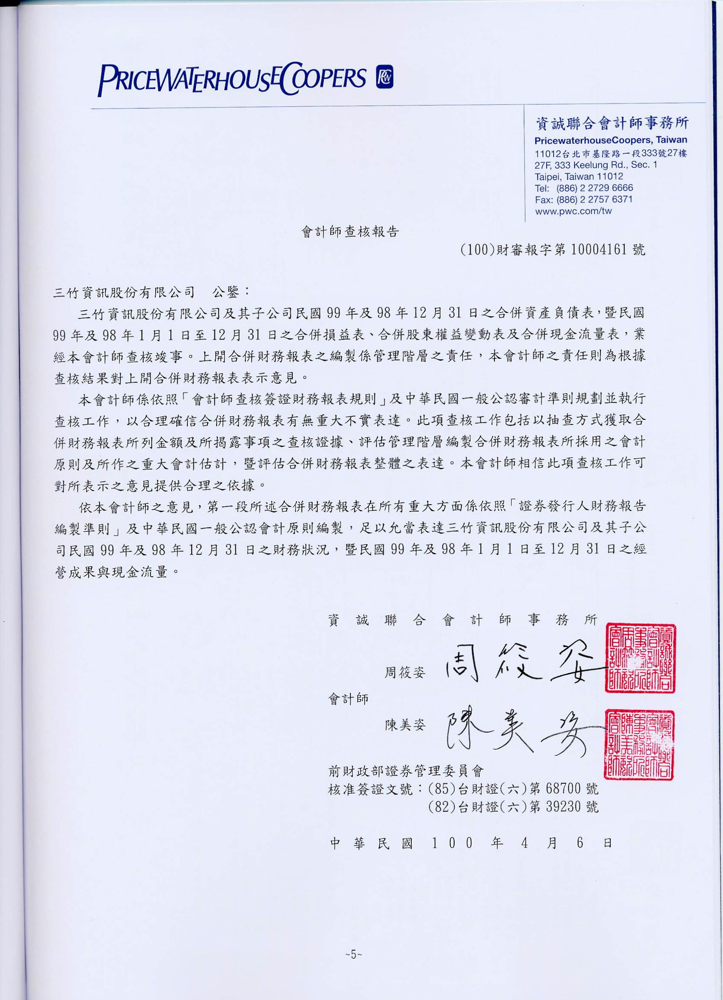 PRICEWATERHOUSECOOPERS PwC
資誠聯合會計師事務所
PricewaterhouseCoopers, Taiwan
11012台北市基隆路一段333號27樓
27F, 333 Keelung Rd., Sec. 1
Taipei, Taiwan 11012
Tel: (886) 2 2729 6666
Fax: (886) 2 2757 6371
www.pwc.com/tw
會計師查核報告
(100)財審報字第 10004161 號
三竹資訊股份有限公司 公鑒：
三竹資訊股份有限公司及其子公司民國 99 年及 98 年 12 月 31 日之合併資產負債表，暨民國
99 年及 98 年 1 月 1 日至 12 月 31 日之合併損益表、合併股東權益變動表及合併現金流量表，業
經本會計師查核竣事。上開合併財務報表之編製係管理階層之責任，本會計師之責任則為根據
查核結果對上開合併財務報表表示意見。
本會計師係依照「會計師查核簽證財務報表規則」及中華民國一般公認審計準則規劃並執行
查核工作，以合理確信合併財務報表有無重大不實表達。此項查核工作包括以抽查方式獲取合
併財務報表所列金額及所揭露事項之查核證據、評估管理階層編製合併財務報表所採用之會計
原則及所作之重大會計估計，暨評估合併財務報表整體之表達。本會計師相信此項查核工作可
對所表示之意見提供合理之依據。
依本會計師之意見，第一段所述合併財務報表在所有重大方面係依照「證券發行人財務報告
編製準則」及中華民國一般公認會計原則編製，足以允當表達三竹資訊股份有限公司及其子公
司民國 99 年及 98 年 12 月 31 日之財務狀況，暨民國 99 年及 98 年 1 月 1 日至 12 月 31 日之經
營成果與現金流量。
資誠聯合會計師事務所
周筱姿 周筱姿
會計師
陳美姿 陳美姿
前財政部證券管理委員會
核准簽證文號：(85)台財證(六)第 68700 號
(82)台財證(六)第 39230 號
中華民國 100 年 4 月 6 日
~5~